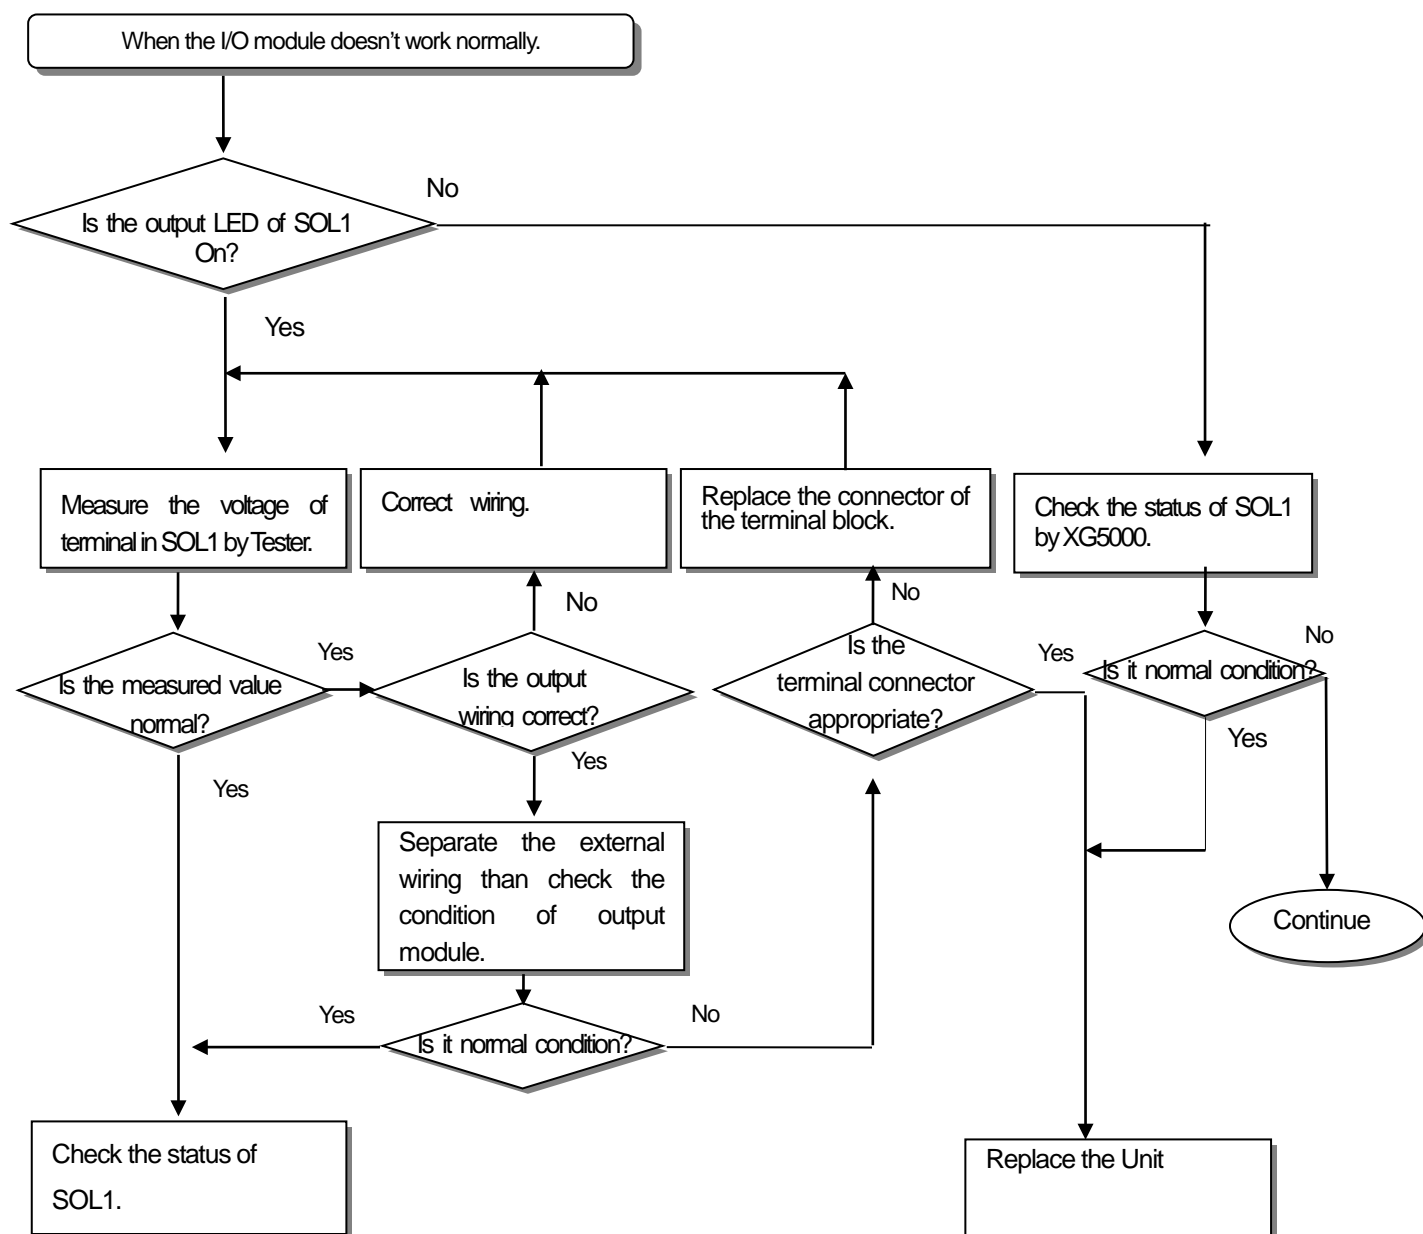 When the I/O module doesn't work normally.
No
Is the output LED of SOL1
On?
Yes
Measure the voltage of
terminal in SOL1 by Tester.
Correct wiring.
Replace the connector of
the terminal block.
Check the status of SOL1
by XG5000.
No
No
Yes
Is the measured value
normal?
Is the output
wiring correct?
Is the
terminal connector
appropriate?
Yes
Is it normal condition?
No
Yes
Yes
Yes
Separate the external
wiring than check the
condition of output
module.
Continue
Yes
Is it normal condition?
No
Check the status of
SOL1.
Replace the Unit